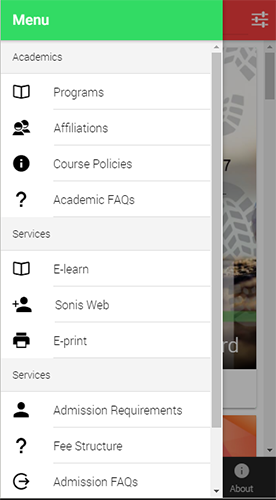 Menu
Academics
Programs
Affiliations
Course Policies
Academic FAQs
Services
E-learn
Sonis Web
E-print
Services
Admission Requirements
Fee Structure
Admission FAQs
7
rd
About